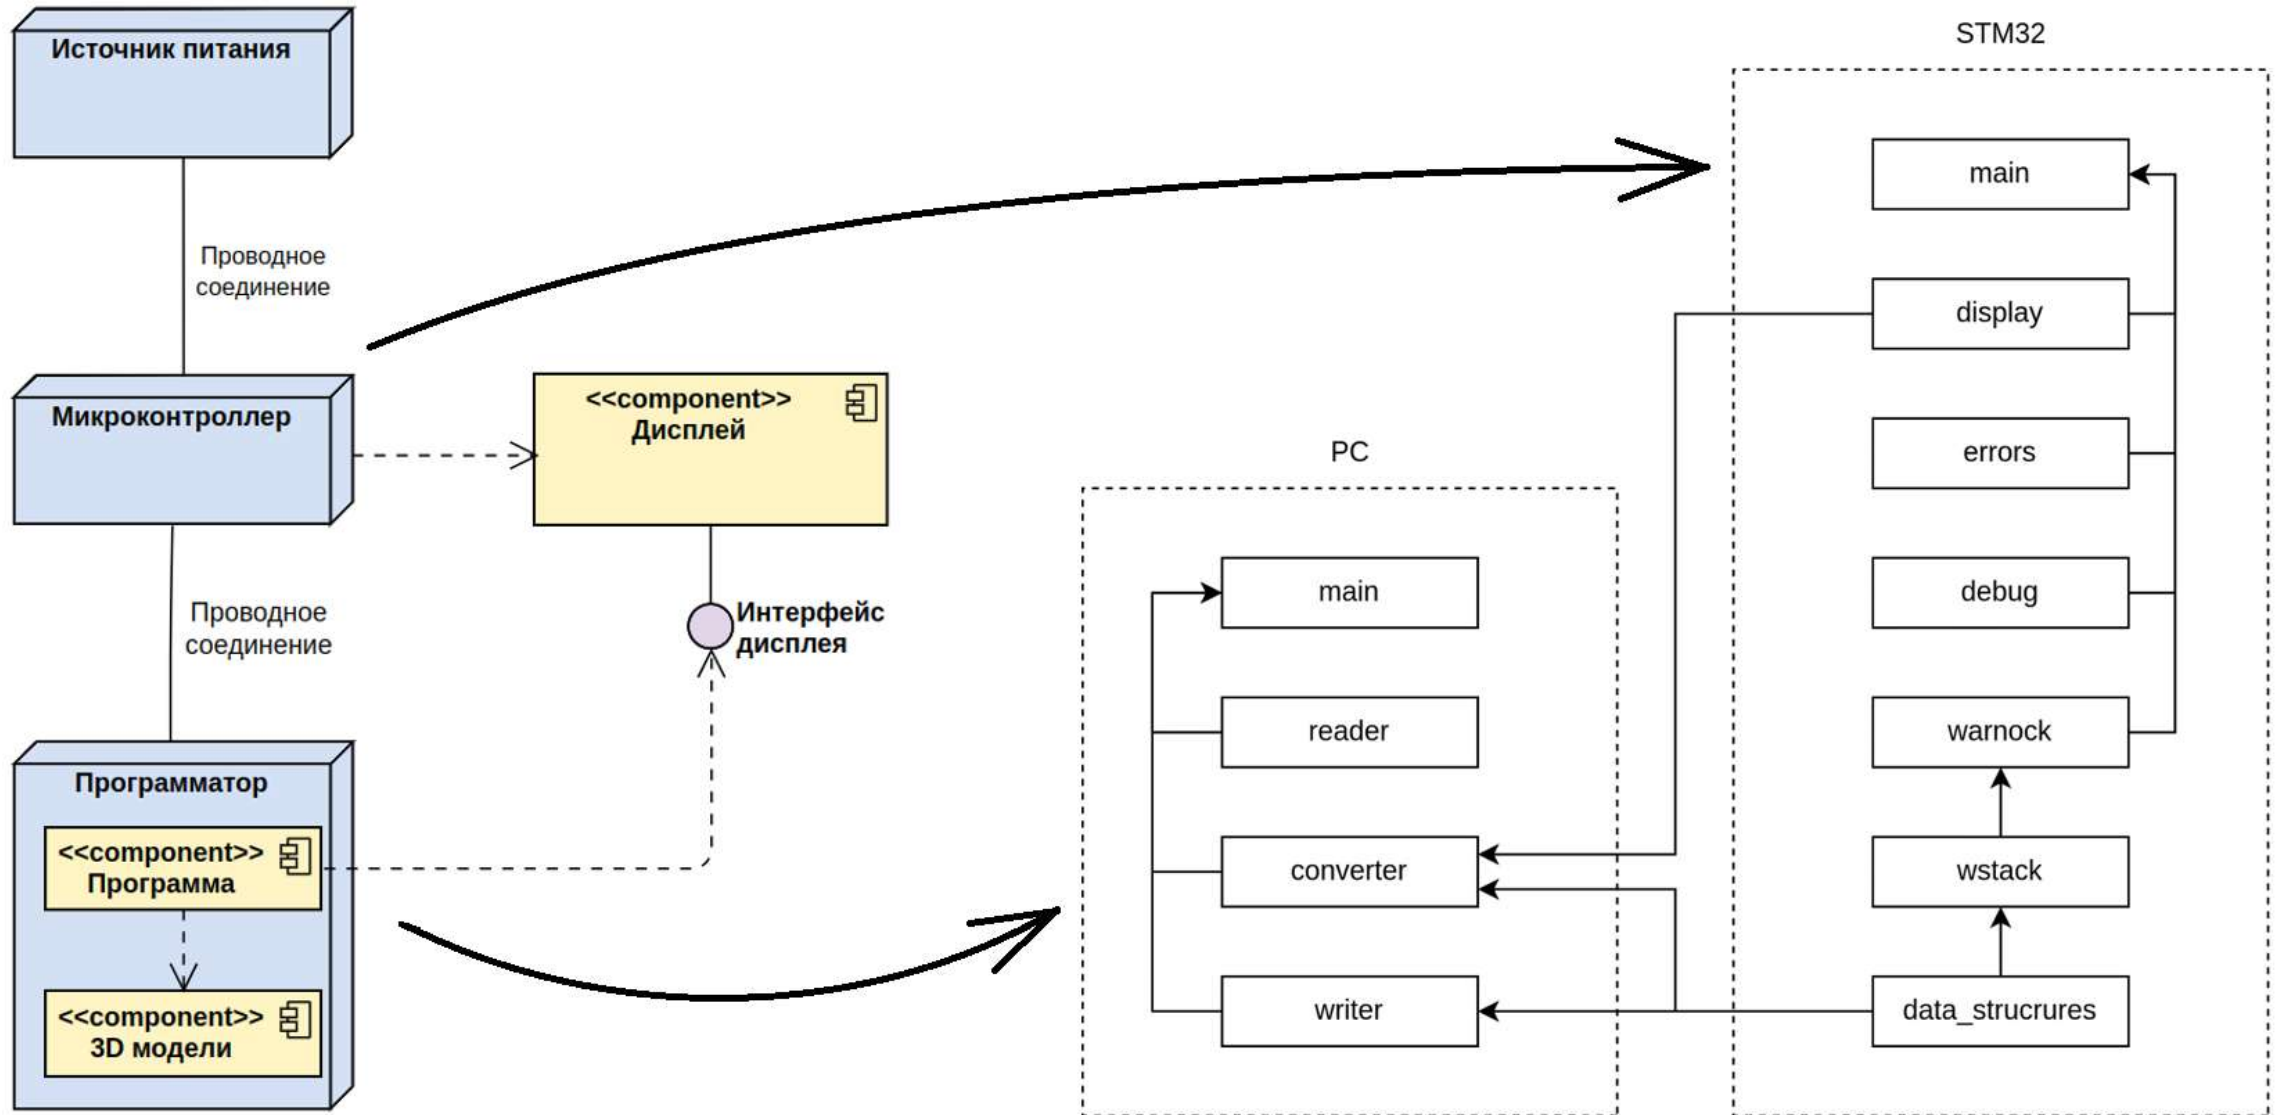 Источник питания
Проводное
соединение
Микроконтроллер
<<component>>
Дисплей
Проводное
соединение
Интерфейс
дисплея
Программатор
<<component>>
Программа
<<component>>
3D модели
PC
main
reader
converter
writer
STM32
main
display
errors
debug
warnock
wstack
data_strucrures